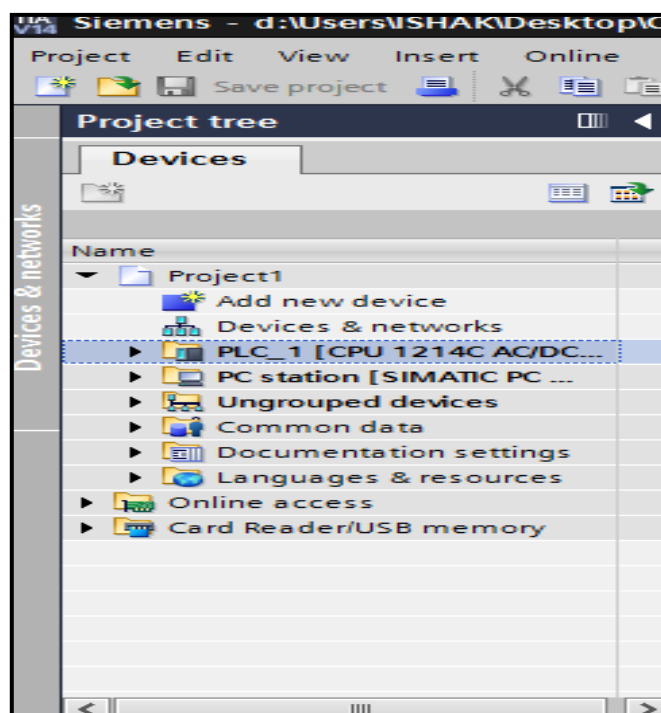 TIA V14 Siemens - d:\Users\ISHAK\Desktop\
Project Edit View Insert Online
Save project
Project tree
Devices
Devices & networks
Name
Project1
Add new device
Devices & networks
PLC_1 [CPU 1214C AC/DC...
PC station [SIMATIC PC ...
Ungrouped devices
Common data
Documentation settings
Languages & resources
Online access
Card Reader/USB memory